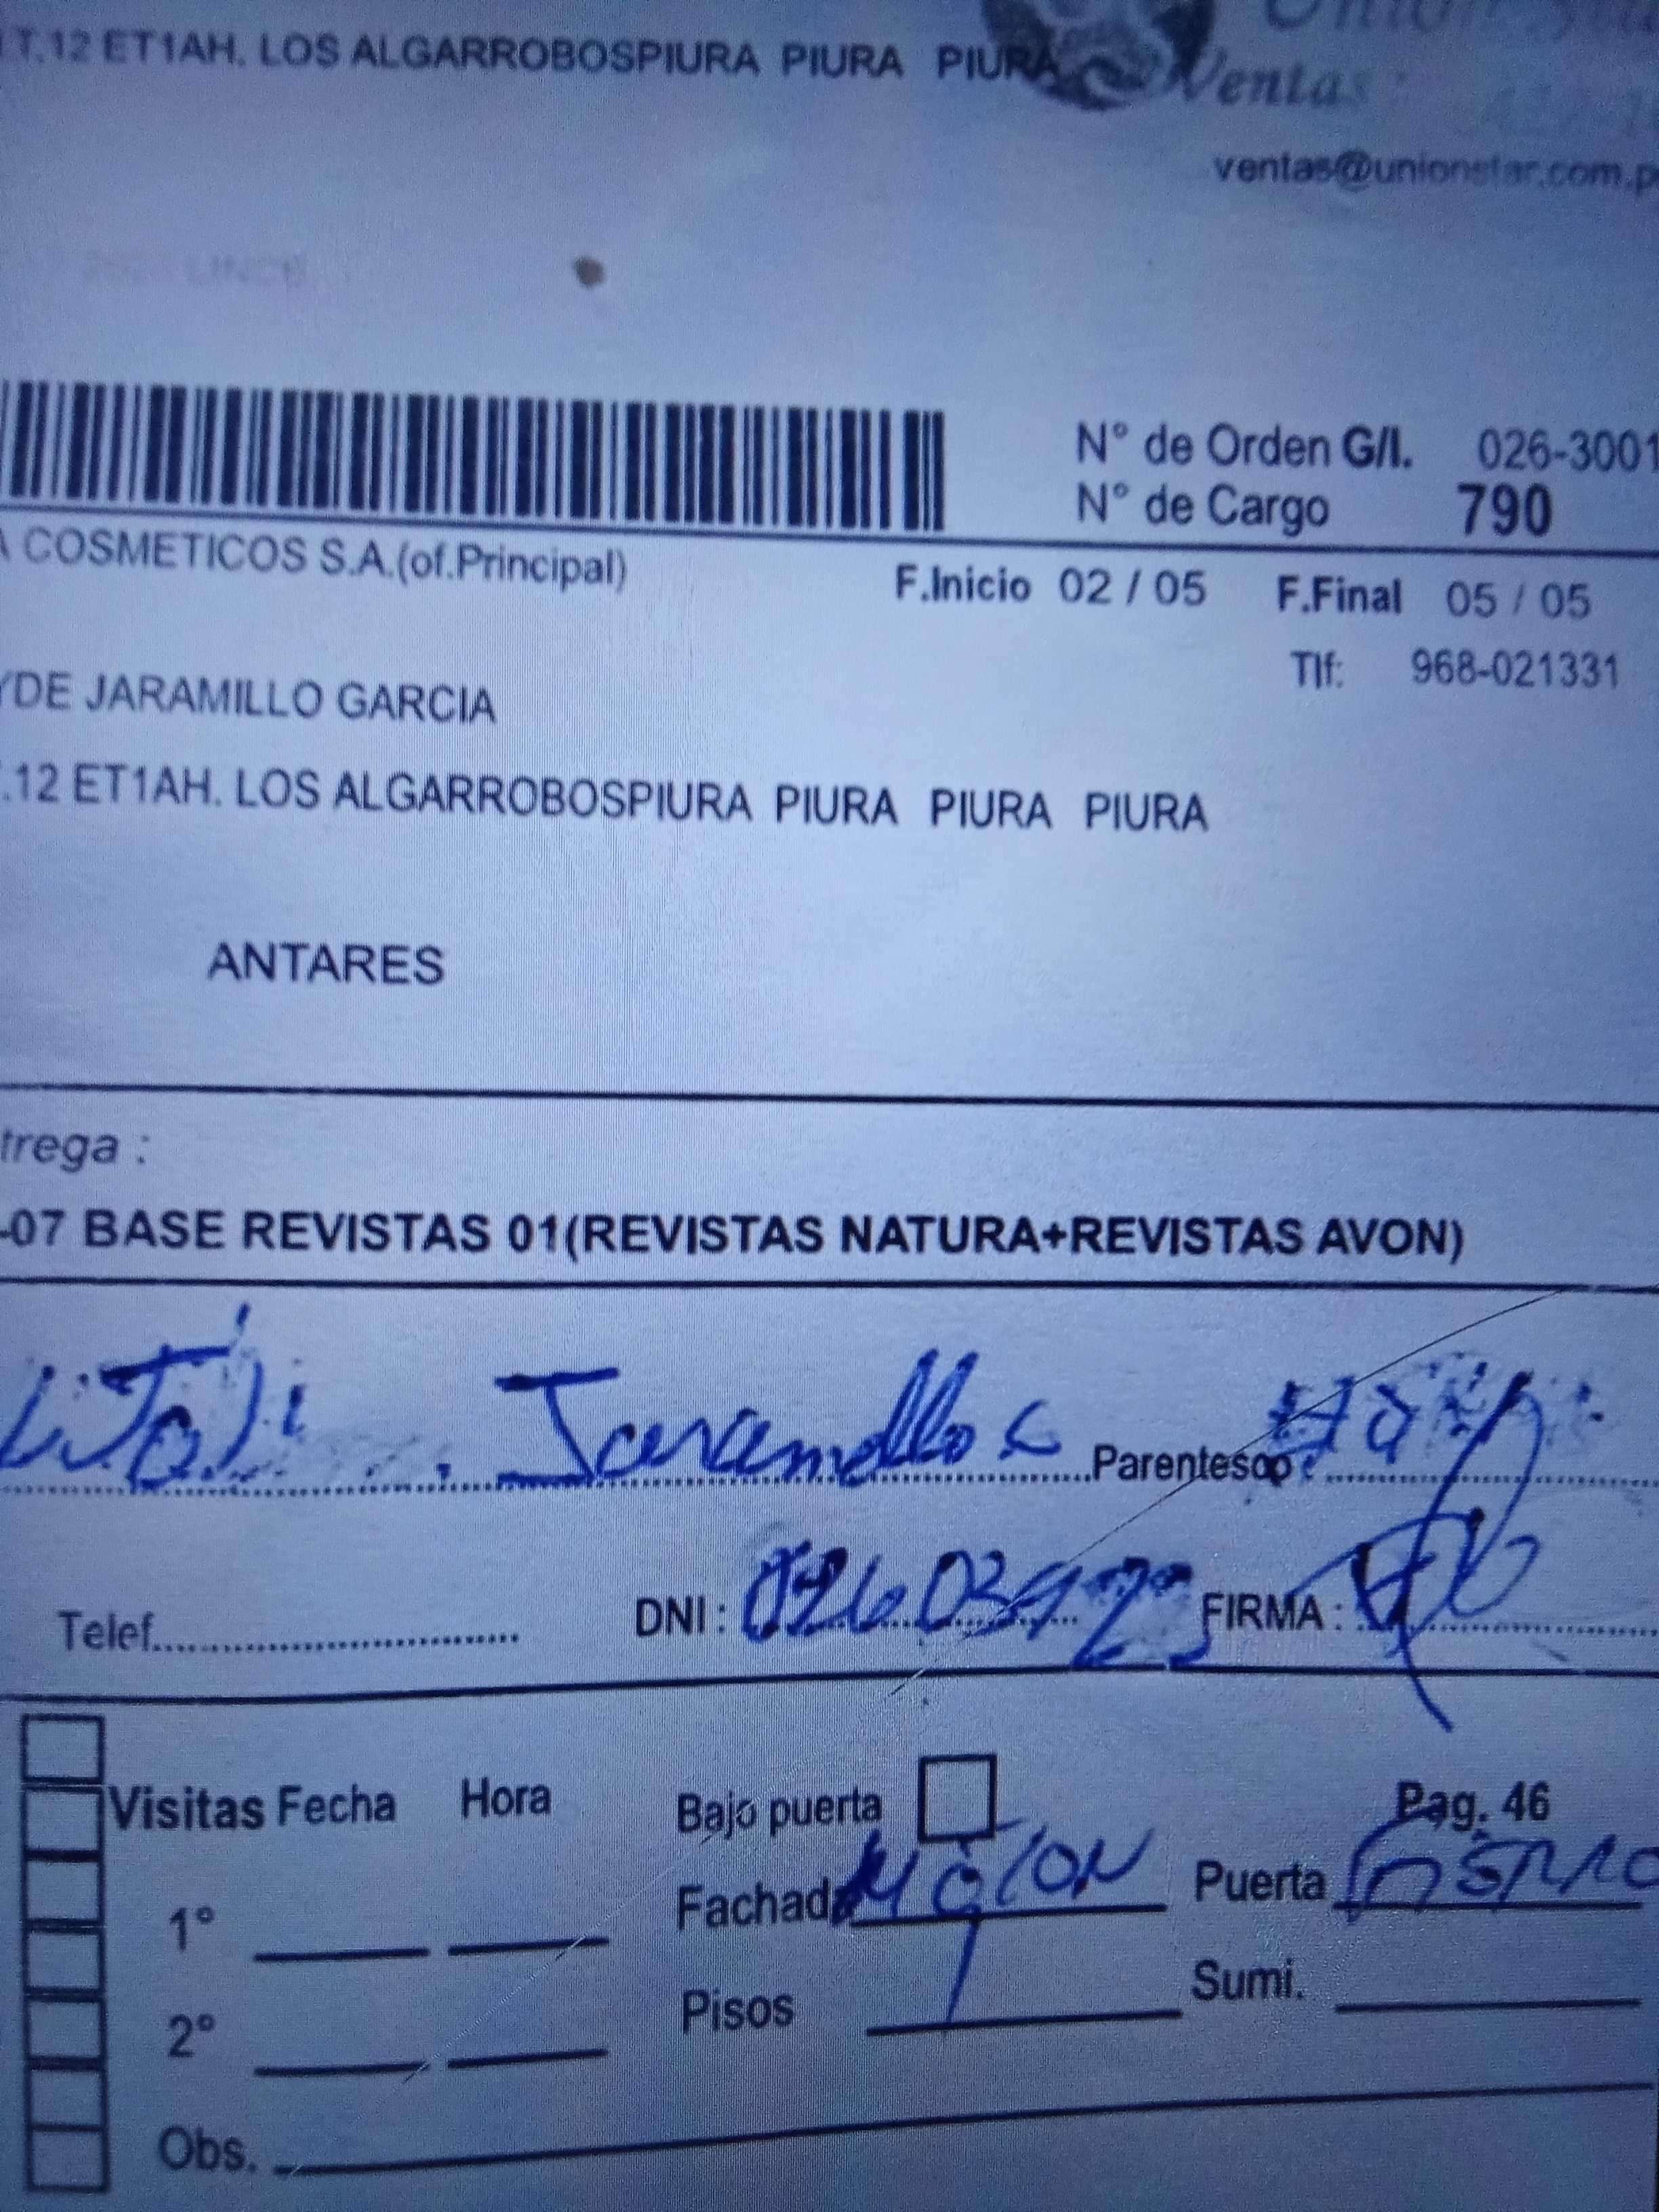 T.12 ET1AH. LOS ALGARROBOSPIURA PIURA PIURA
Ventas
ventas@unionstar.com.p
LINCE
N° de Orden G/I. 026-3001
N° de Cargo 790
A COSMETICOS S.A.(of.Principal)
F.Inicio 02 / 05 F.Final 05 / 05
Tlf: 968-021331
YDE JARAMILLO GARCIA
.12 ET1AH. LOS ALGARROBOSPIURA PIURA PIURA PIURA
ANTARES
trega :
-07 BASE REVISTAS 01(REVISTAS NATURA+REVISTAS AVON)
Jaramillo Parentesco :
Telef. DNI : FIRMA :
Visitas Fecha Hora Bajo puerta Pag. 46
1° Fachada Puerta
2° Pisos 1 Sumi.
Obs.